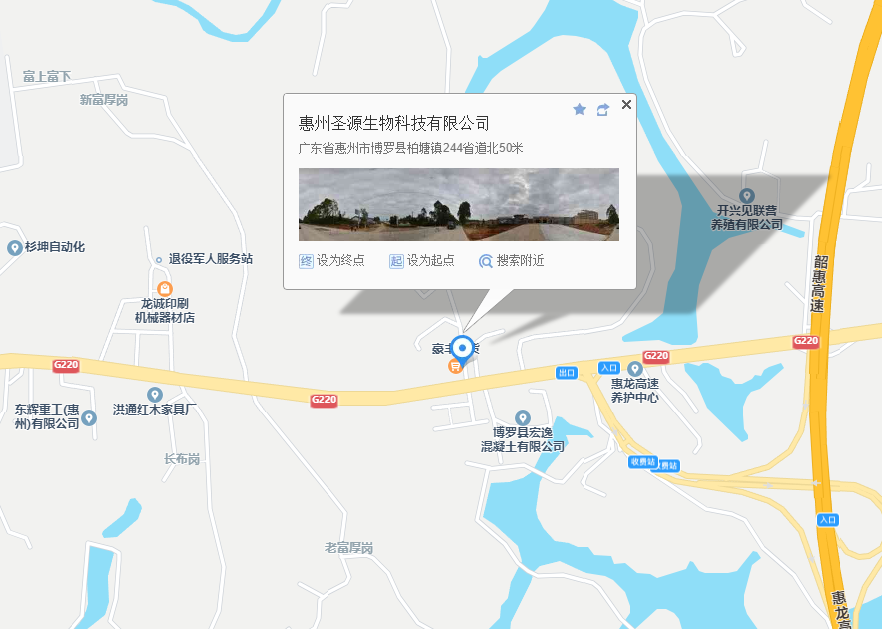 富上富下
新富厚岗
惠州圣源生物科技有限公司
广东省惠州市博罗县柏塘镇244省道北50米
终 设为终点
起 设为起点
搜索附近
开兴见联营
养殖有限公司
杉坤自动化
退役军人服务站
龙诚印刷
机械器材店
韶惠高速
G220
G220
G220
G220
出口
入口
惠龙高速
养护中心
东辉重工(惠
州)有限公司
洪通红木家具厂
博罗县宏逸
混凝土有限公司
长布岗
收费站
收费站
入口
老富厚岗
惠龙高